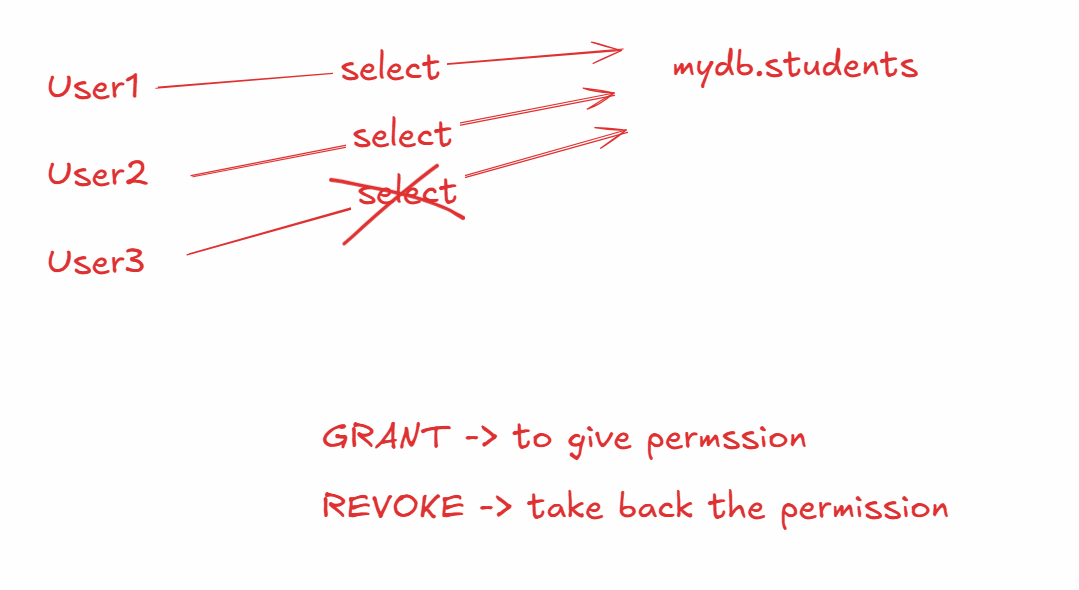 User1 select mydb.students
User2 select
User3 select
GRANT -> to give permssion
REVOKE -> take back the permission